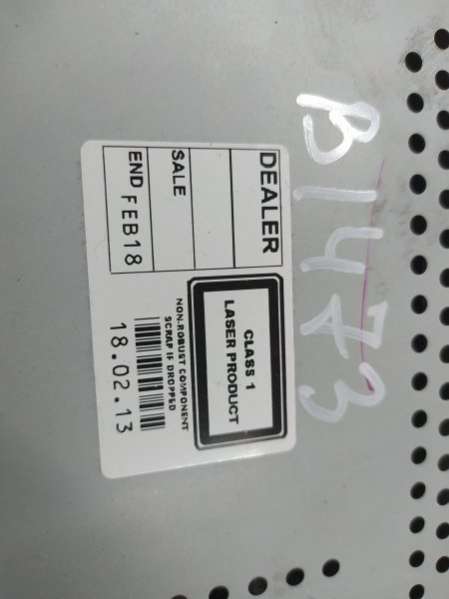 B1473
DEALER
SALE
END FEB18
CLASS 1
LASER PRODUCT
NON-ROBUST COMPONENT
SCRAP IF DROPPED
18.02.13